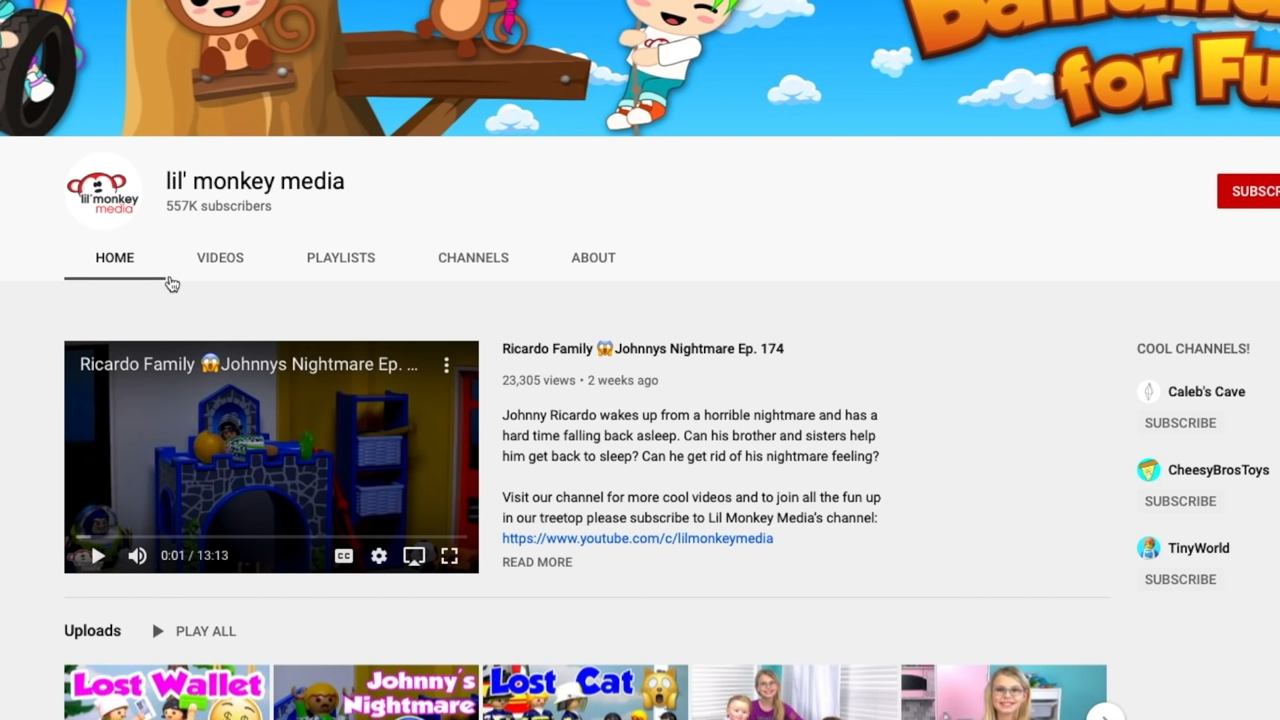 for Fu
lil' monkey
media
lil' monkey media
557K subscribers
SUBSCR
HOME
VIDEOS
PLAYLISTS
CHANNELS
ABOUT
Ricardo Family 😱Johnnys Nightmare Ep. ...
0:01 / 13:13
CC
Ricardo Family 😱Johnnys Nightmare Ep. 174
23,305 views • 2 weeks ago
Johnny Ricardo wakes up from a horrible nightmare and has a
hard time falling back asleep. Can his brother and sisters help
him get back to sleep? Can he get rid of his nightmare feeling?
Visit our channel for more cool videos and to join all the fun up
in our treetop please subscribe to Lil Monkey Media’s channel:
https://www.youtube.com/c/lilmonkeymedia
READ MORE
COOL CHANNELS!
Caleb's Cave
SUBSCRIBE
CheesyBrosToys
SUBSCRIBE
TinyWorld
SUBSCRIBE
Uploads
PLAY ALL
Lost Wallet
Johnny's
Nightmare
Lost Cat